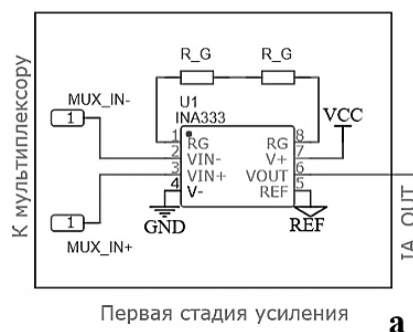 R_G R_G
MUX_IN-
U1
INA333
VCC
1
1 RG RG 8
2 VIN- V+ 7
3 VIN+ VOUT 6
4 V- REF 5
1
GND
REF
MUX_IN+
К мультиплексору
IA_OUT
Первая стадия усиления
а